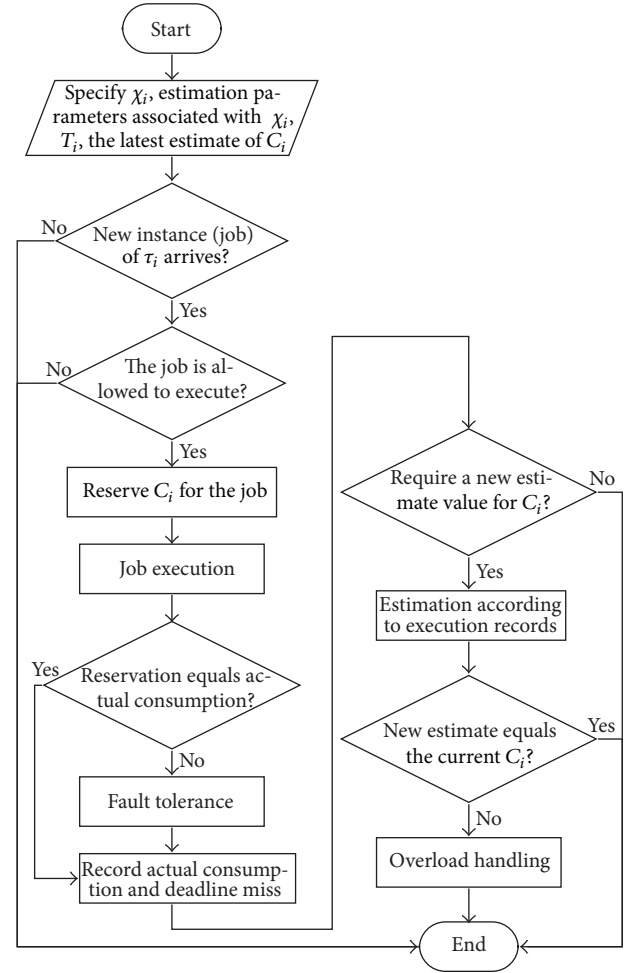 Start
Specify χᵢ, estimation pa-
rameters associated with χᵢ,
Tᵢ, the latest estimate of Cᵢ
No
New instance (job)
of τᵢ arrives?
Yes
No
The job is al-
lowed to execute?
Yes
Reserve Cᵢ for the job
Job execution
Yes
Reservation equals ac-
tual consumption?
No
Fault tolerance
Record actual consump-
tion and deadline miss
Require a new esti-
mate value for Cᵢ?
No
Yes
Estimation according
to execution records
New estimate equals
the current Cᵢ?
Yes
No
Overload handling
End